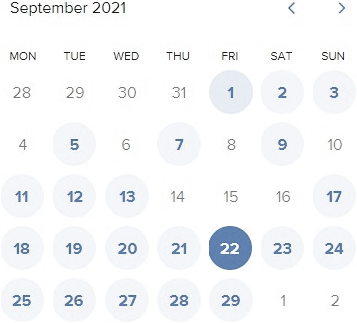 September 2021
MON TUE WED THU FRI SAT SUN
28 29 30 31 1 2 3
4 5 6 7 8 9 10
11 12 13 14 15 16 17
18 19 20 21 22 23 24
25 26 27 28 29 1 2